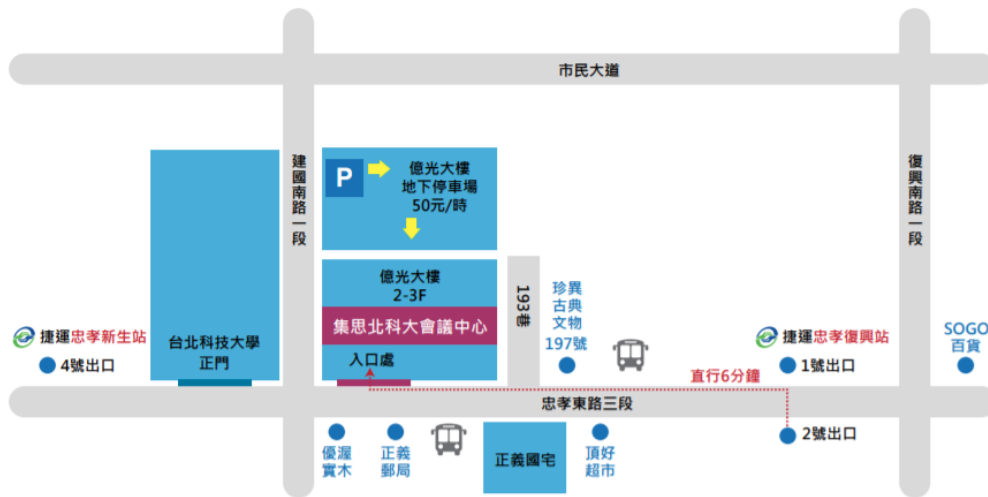 市民大道
建國南路一段
復興南路一段
P
億光大樓
地下停車場
50元/時
億光大樓
2-3F
集思北科大會議中心
入口處
193巷
珍異
古典
文物
197號
捷運忠孝新生站
4號出口
台北科技大學
正門
捷運忠孝復興站
1號出口
SOGO
百貨
直行6分鐘
忠孝東路三段
2號出口
優渥
實木
正義
郵局
正義國宅
頂好
超市